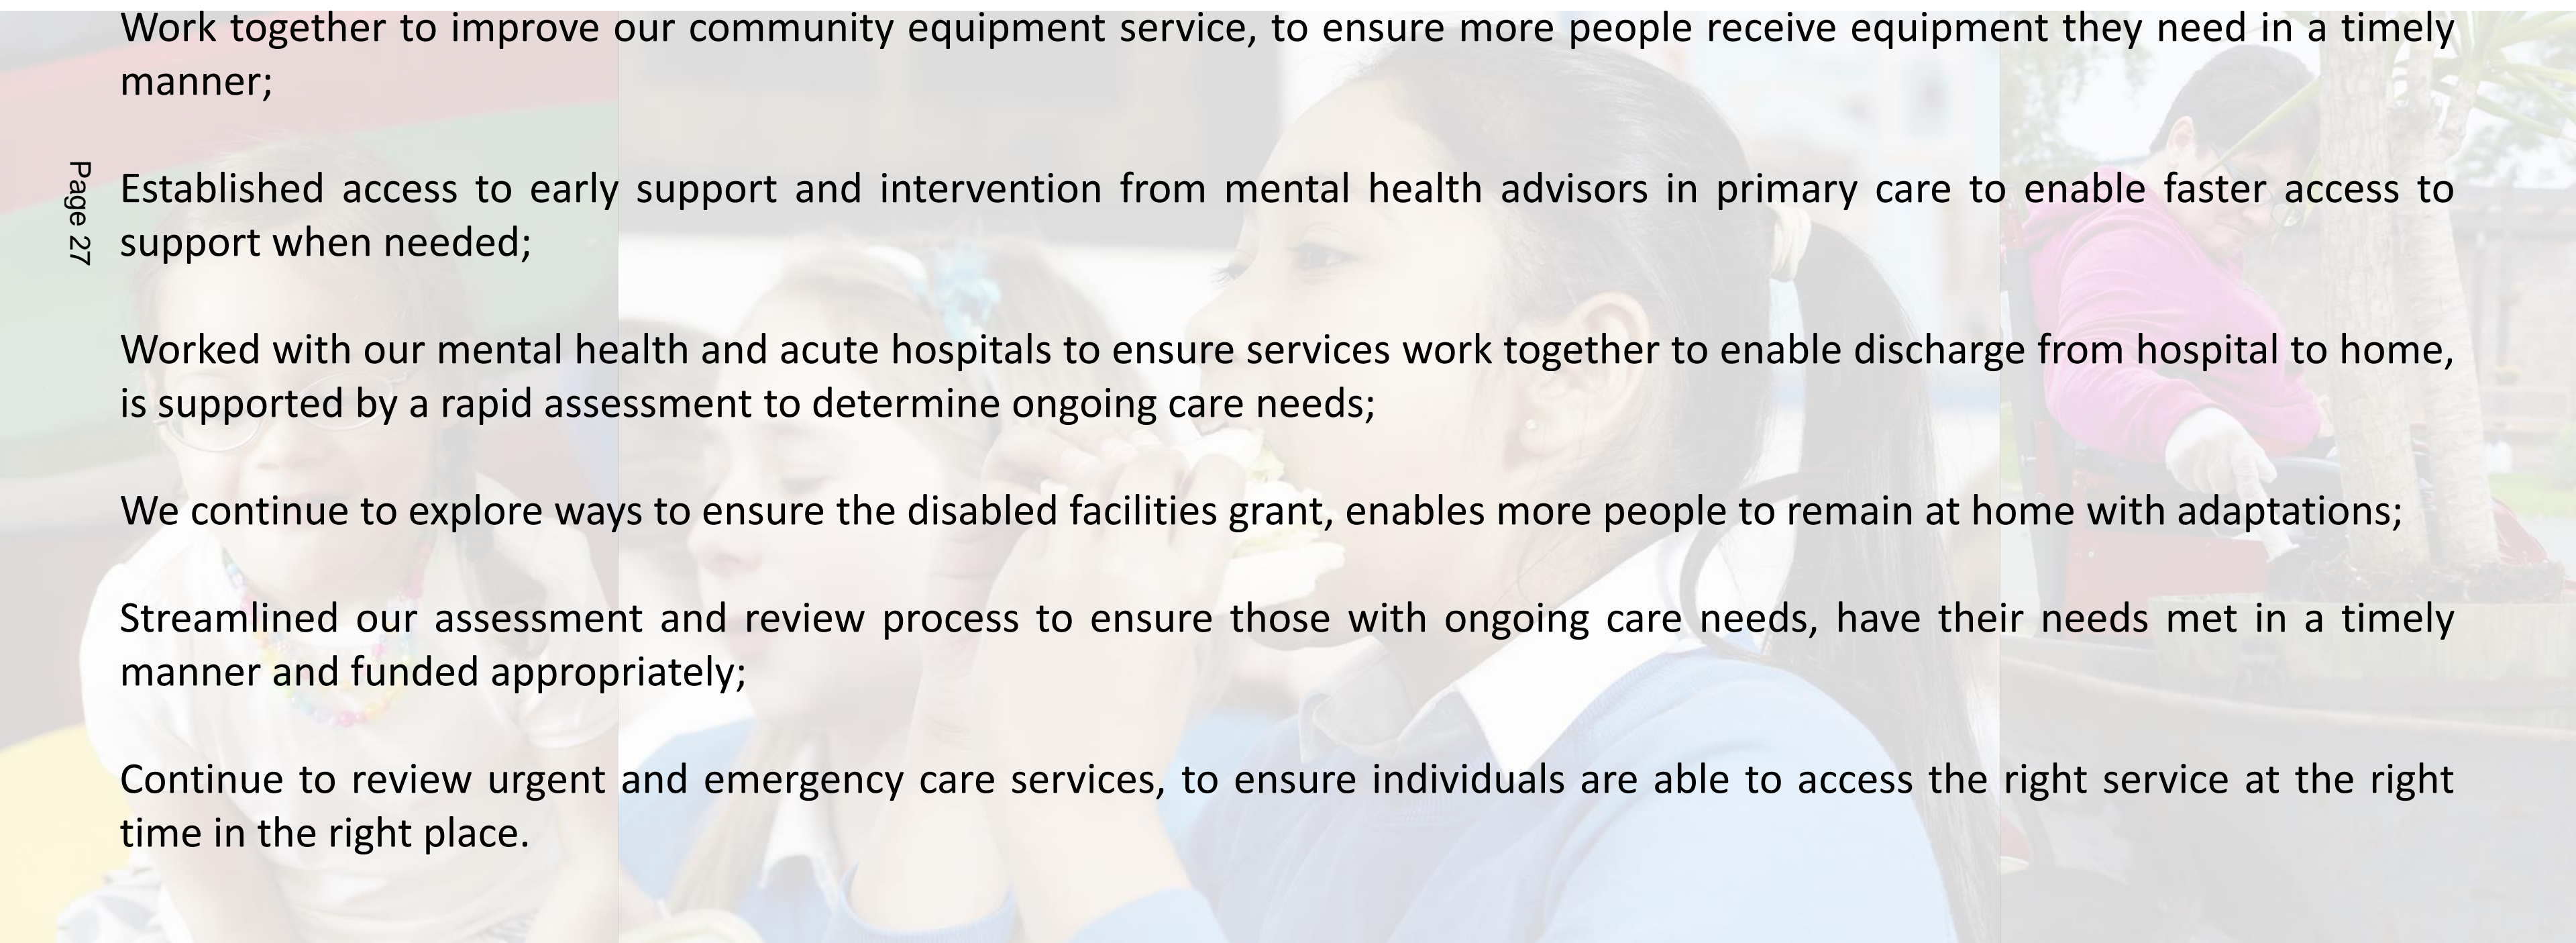 Work together to improve our community equipment service, to ensure more people receive equipment they need in a timely
manner;
Page 27
Established access to early support and intervention from mental health advisors in primary care to enable faster access to
support when needed;
Worked with our mental health and acute hospitals to ensure services work together to enable discharge from hospital to home,
is supported by a rapid assessment to determine ongoing care needs;
We continue to explore ways to ensure the disabled facilities grant, enables more people to remain at home with adaptations;
Streamlined our assessment and review process to ensure those with ongoing care needs, have their needs met in a timely
manner and funded appropriately;
Continue to review urgent and emergency care services, to ensure individuals are able to access the right service at the right
time in the right place.